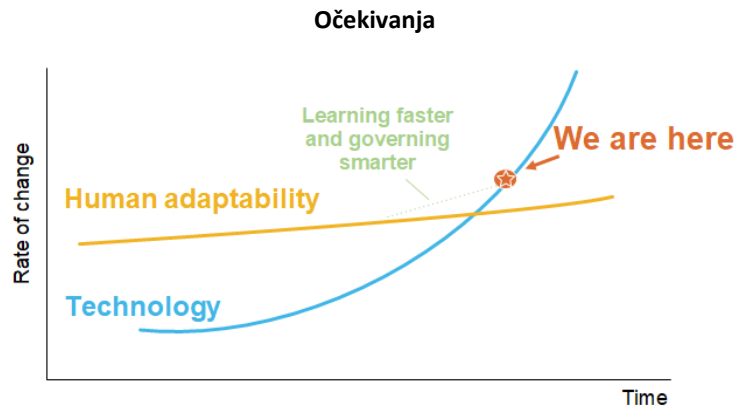 Očekivanja
Learning faster
and governing
smarter
We are here
Human adaptability
Technology
Rate of change
Time